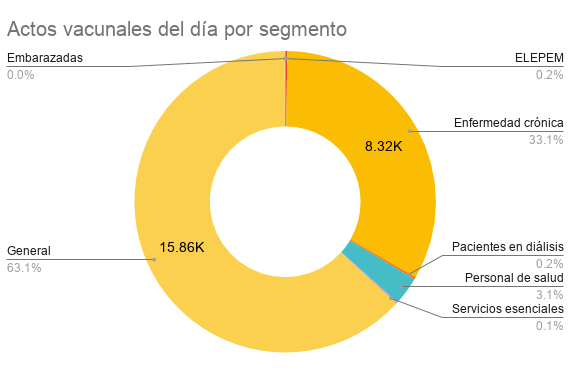 Actos vacunales del día por segmento
Embarazadas
0.0%
ELEPEM
0.2%
Enfermedad crónica
33.1%
8.32K
15.86K
General
63.1%
Pacientes en diálisis
0.2%
Personal de salud
3.1%
Servicios esenciales
0.1%